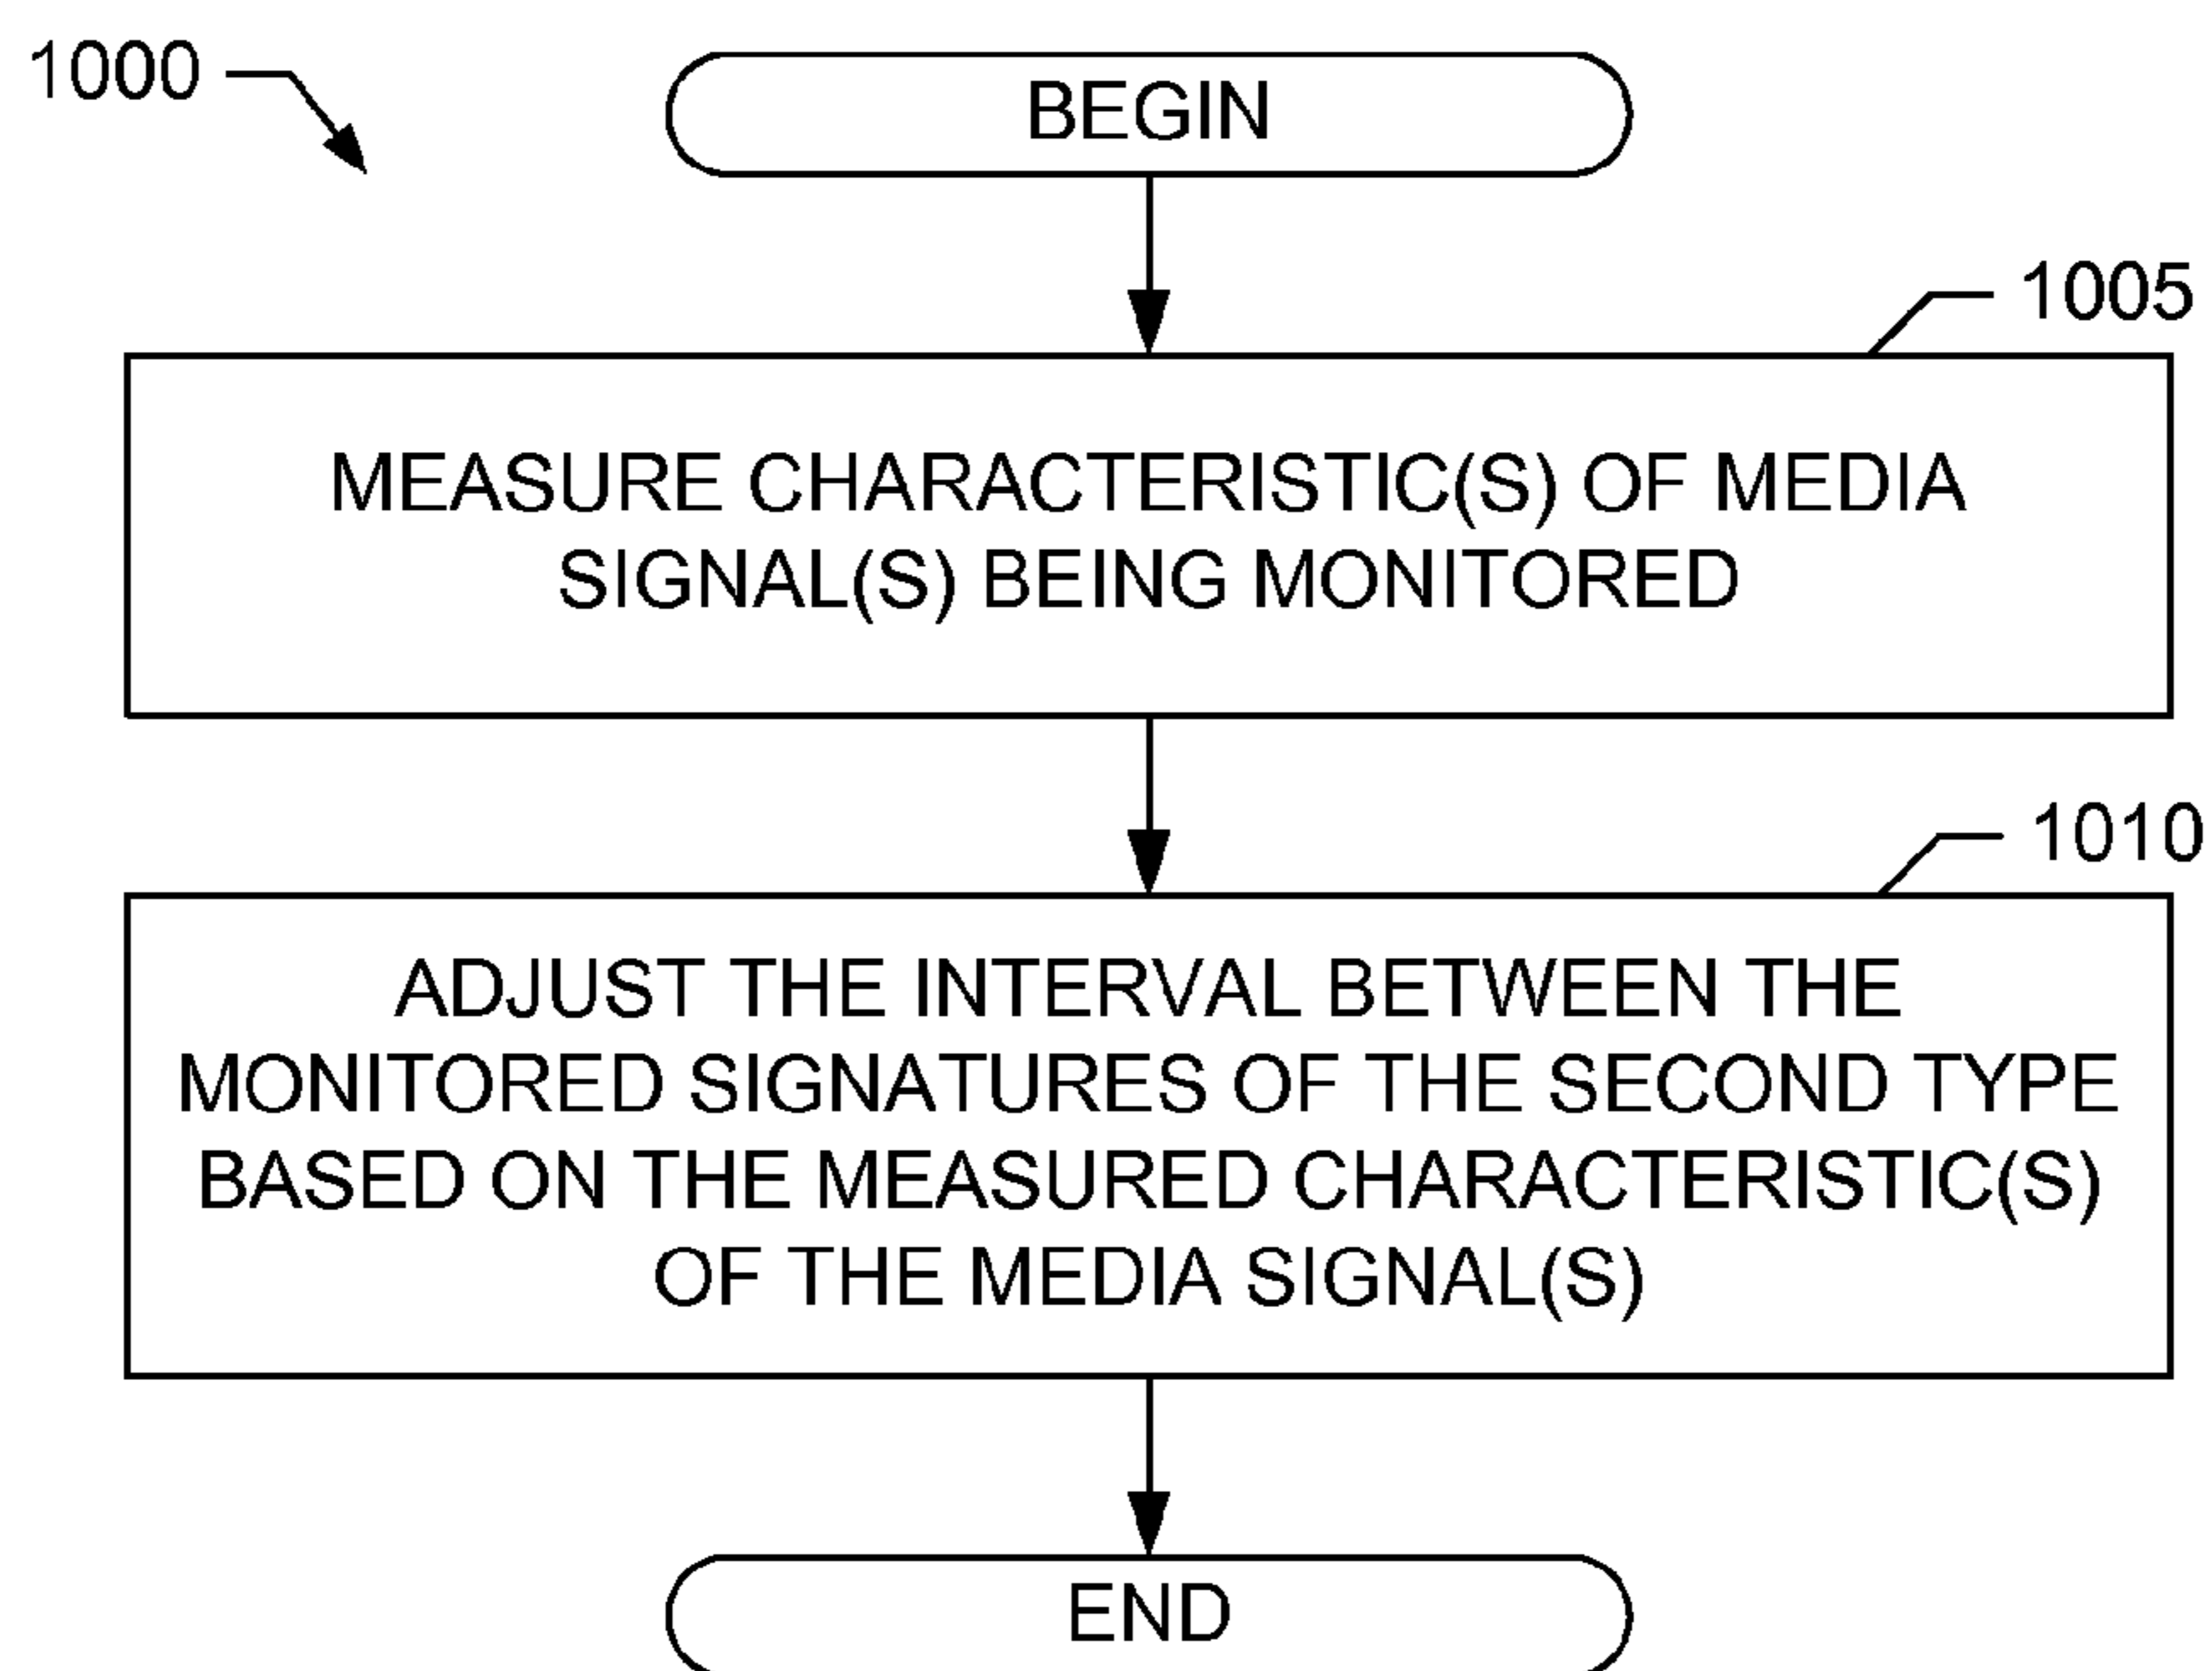 1000
BEGIN
1005
MEASURE CHARACTERISTIC(S) OF MEDIA
SIGNAL(S) BEING MONITORED
1010
ADJUST THE INTERVAL BETWEEN THE
MONITORED SIGNATURES OF THE SECOND TYPE
BASED ON THE MEASURED CHARACTERISTIC(S)
OF THE MEDIA SIGNAL(S)
END